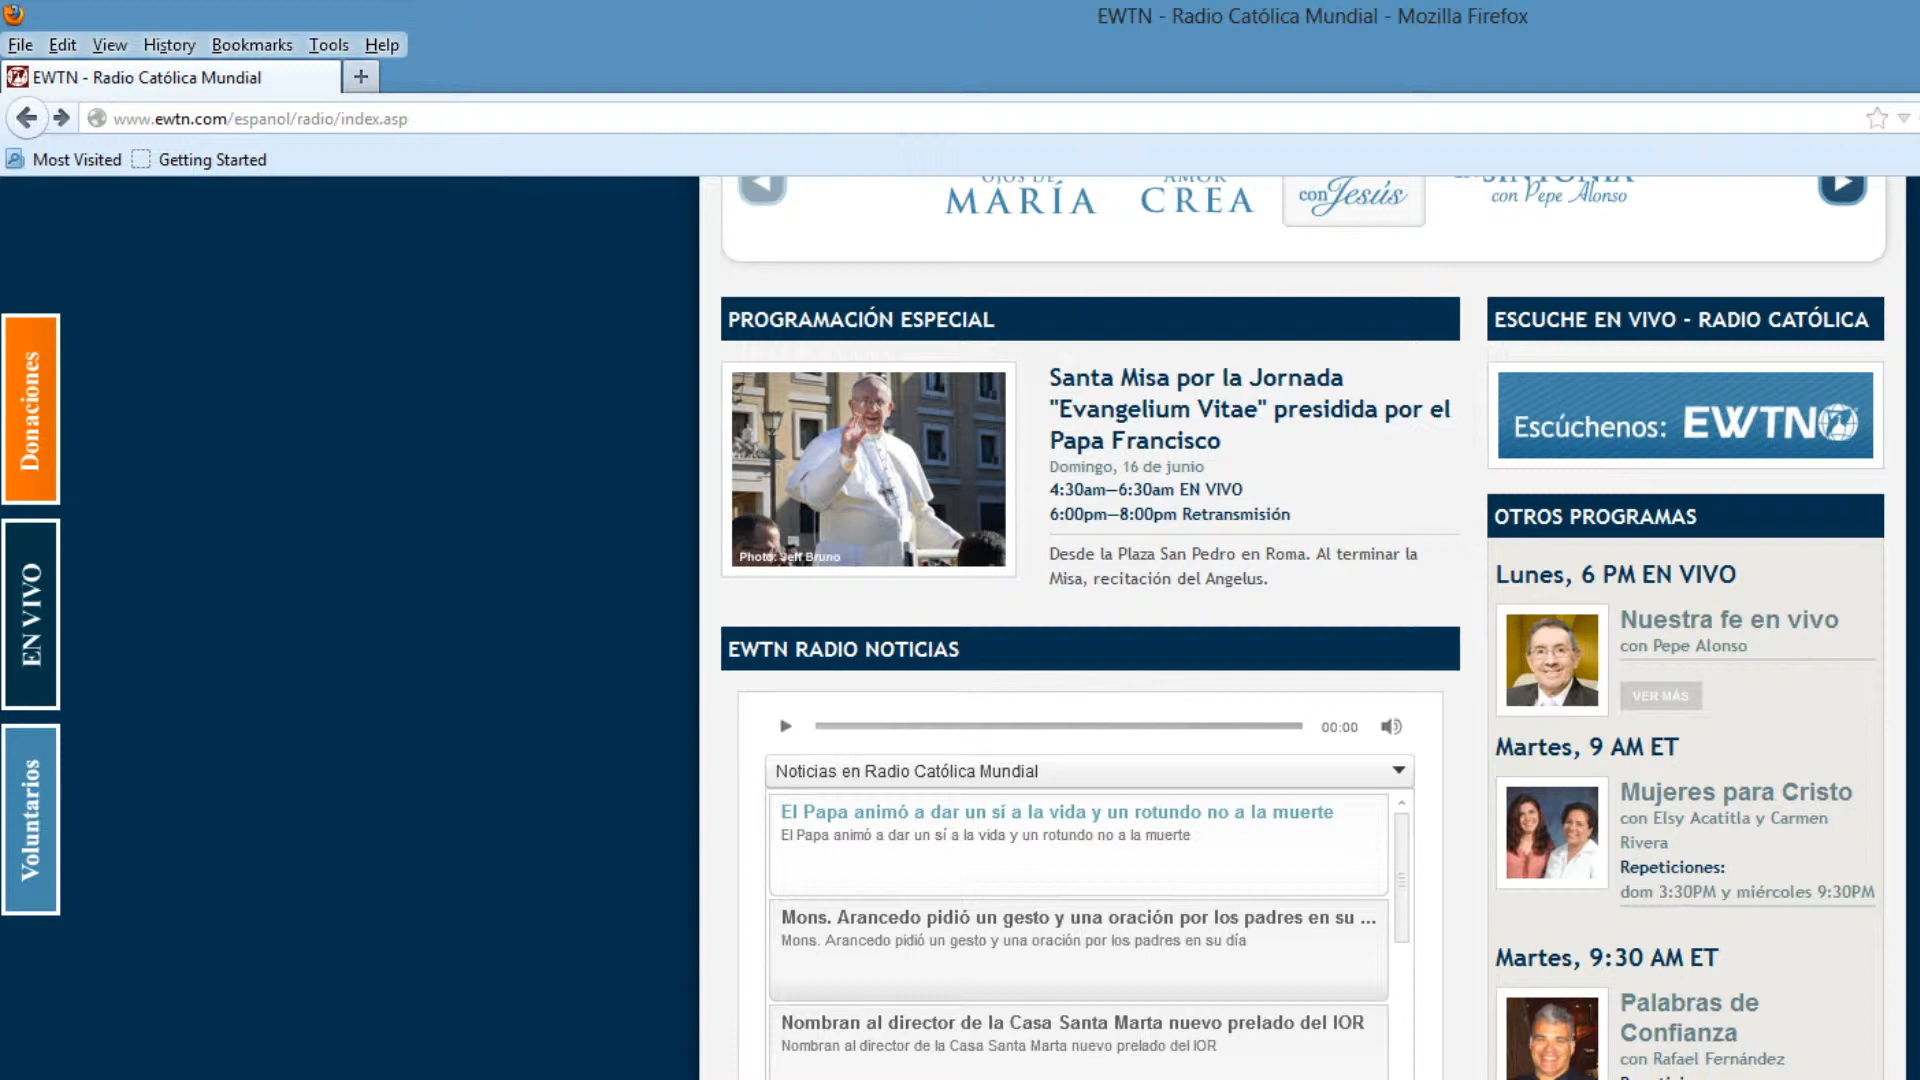 EWTN - Radio Católica Mundial - Mozilla Firefox
File Edit View History Bookmarks Tools Help
EWTN - Radio Católica Mundial
www.ewtn.com/espanol/radio/index.asp
Most Visited Getting Started
OJOS DE
MARÍA
AMOR
CREA
con Jesús
SINTONÍA
con Pepe Alonso
Donaciones
EN VIVO
Voluntarios
PROGRAMACIÓN ESPECIAL
Photo: Jeff Bruno
Santa Misa por la Jornada
"Evangelium Vitae" presidida por el
Papa Francisco
Domingo, 16 de junio
4:30am—6:30am EN VIVO
6:00pm—8:00pm Retransmisión
Desde la Plaza San Pedro en Roma. Al terminar la
Misa, recitación del Angelus.
EWTN RADIO NOTICIAS
00:00
Noticias en Radio Católica Mundial
El Papa animó a dar un sí a la vida y un rotundo no a la muerte
El Papa animó a dar un sí a la vida y un rotundo no a la muerte
Mons. Arancedo pidió un gesto y una oración por los padres en su ...
Mons. Arancedo pidió un gesto y una oración por los padres en su día
Nombran al director de la Casa Santa Marta nuevo prelado del IOR
Nombran al director de la Casa Santa Marta nuevo prelado del IOR
ESCUCHE EN VIVO - RADIO CATÓLICA
Escúchenos: EWTN
OTROS PROGRAMAS
Lunes, 6 PM EN VIVO
Nuestra fe en vivo
con Pepe Alonso
VER MÁS
Martes, 9 AM ET
Mujeres para Cristo
con Elsy Acatitla y Carmen
Rivera
Repeticiones:
dom 3:30PM y miércoles 9:30PM
Martes, 9:30 AM ET
Palabras de
Confianza
con Rafael Fernández